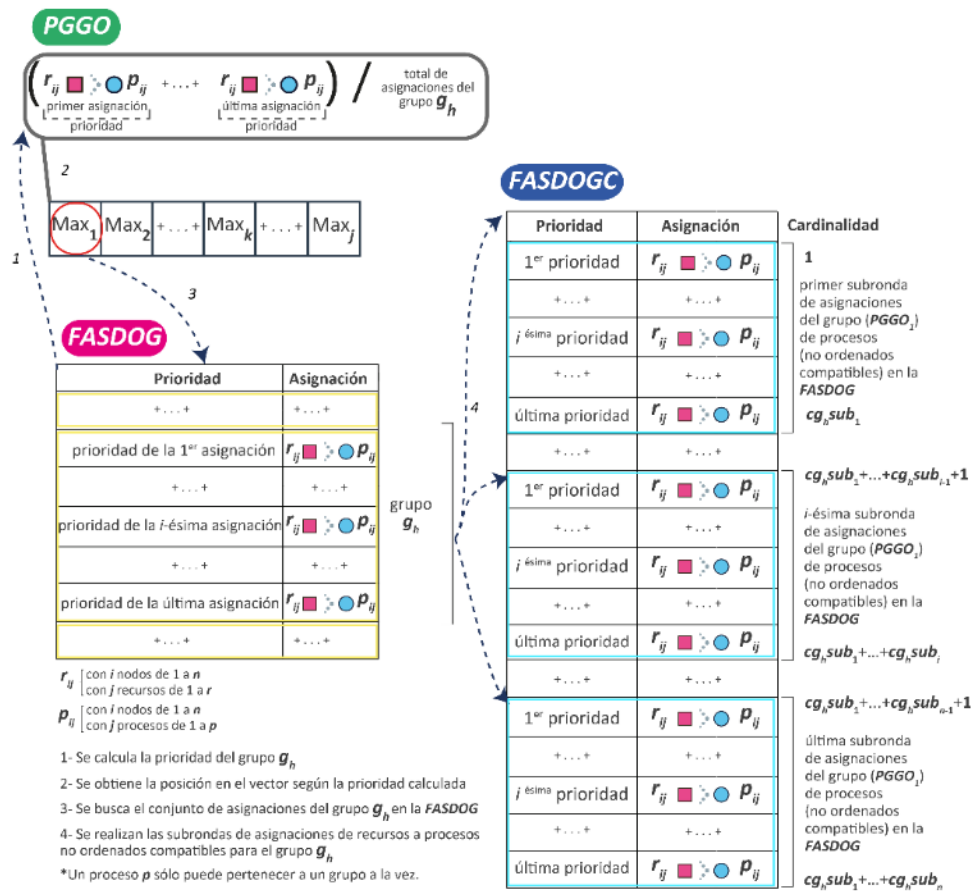 PGGO
( r_ij p_ij +...+ r_ij p_ij ) / total de
asignaciones del
grupo g_h
primer asignación última asignación
prioridad prioridad
2
Max_1 Max_2 +...+ Max_k +...+ Max_j
1
3
FASDOG
Prioridad Asignación
+...+ +...+
prioridad de la 1er asignación r_ij p_ij
+...+ +...+
prioridad de la i-ésima asignación r_ij p_ij
+...+ +...+
prioridad de la última asignación r_ij p_ij
+...+ +...+
grupo
g_h
4
r_ij con i nodos de 1 a n
con j recursos de 1 a r
p_ij con i nodos de 1 a n
con j procesos de 1 a p
1- Se calcula la prioridad del grupo g_h
2- Se obtiene la posición en el vector según la prioridad calculada
3- Se busca el conjunto de asignaciones del grupo g_h en la FASDOG
4- Se realizan las subrondas de asignaciones de recursos a procesos
no ordenados compatibles para el grupo g_h
*Un proceso p sólo puede pertenecer a un grupo a la vez.
FASDOGC
Prioridad Asignación Cardinalidad
1er prioridad r_ij p_ij
+...+ +...+
i ésima prioridad r_ij p_ij
+...+ +...+
última prioridad r_ij p_ij
1
primer subronda
de asignaciones
del grupo (PGGO_1)
de procesos
(no ordenados
compatibles) en la
FASDOG
cg_h sub_1
+...+ +...+
1er prioridad r_ij p_ij
+...+ +...+
i ésima prioridad r_ij p_ij
+...+ +...+
última prioridad r_ij p_ij
cg_h sub_1+...+cg_h sub_i-1+1
i-ésima subronda
de asignaciones
del grupo (PGGO_1)
de procesos
(no ordenados
compatibles) en la
FASDOG
cg_h sub_1+...+cg_h sub_i
+...+ +...+
1er prioridad r_ij p_ij
+...+ +...+
i ésima prioridad r_ij p_ij
+...+ +...+
última prioridad r_ij p_ij
cg_h sub_1+...+cg_h sub_n-1+1
última subronda
de asignaciones
del grupo (PGGO_1)
de procesos
(no ordenados
compatibles) en la
FASDOG
cg_h sub_1+...+cg_h sub_n